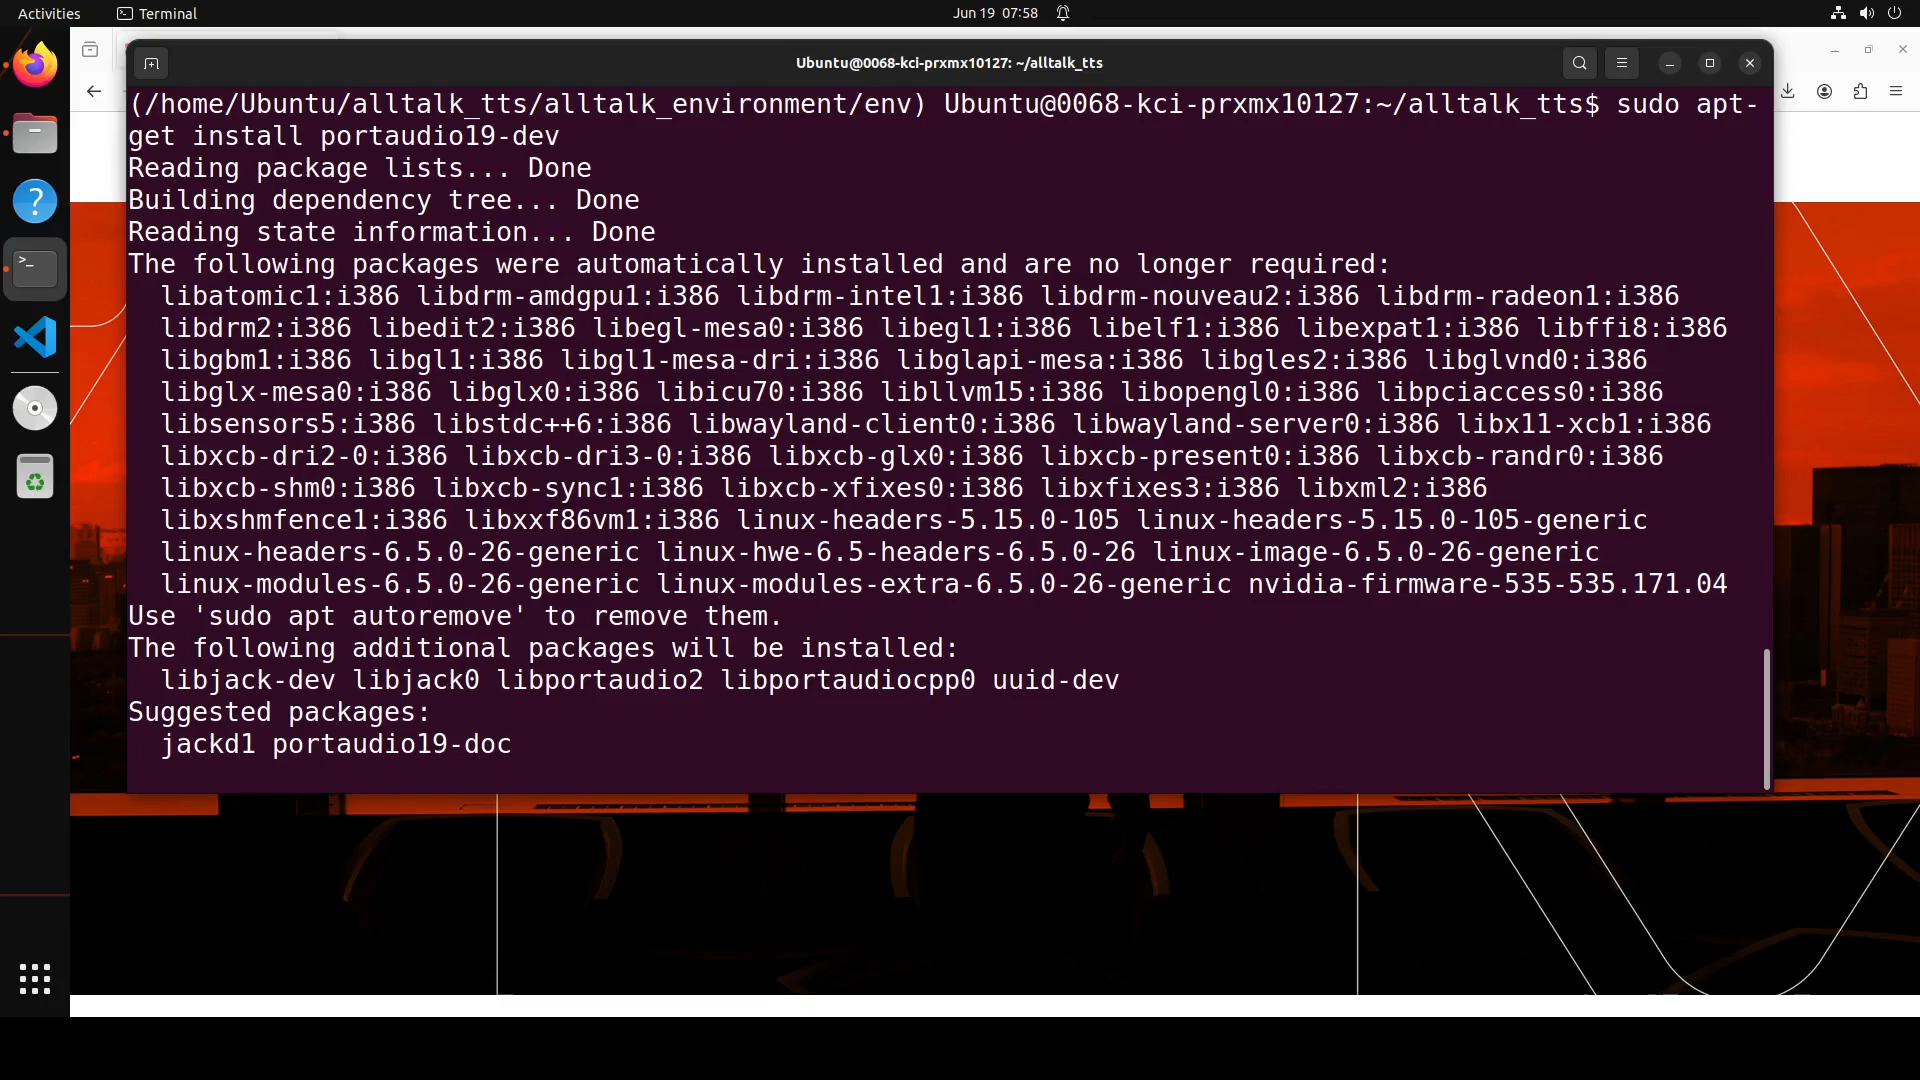 Activities
Terminal
Jun 19 07:58
Ubuntu@0068-kci-prxmx10127: ~/alltalk_tts
(/home/Ubuntu/alltalk_tts/alltalk_environment/env) Ubuntu@0068-kci-prxmx10127:~/alltalk_tts$ sudo apt-
get install portaudio19-dev
Reading package lists... Done
Building dependency tree... Done
Reading state information... Done
The following packages were automatically installed and are no longer required:
libatomic1:i386 libdrm-amdgpu1:i386 libdrm-intel1:i386 libdrm-nouveau2:i386 libdrm-radeon1:i386
libdrm2:i386 libedit2:i386 libegl-mesa0:i386 libegl1:i386 libelf1:i386 libexpat1:i386 libffi8:i386
libgbm1:i386 libgl1:i386 libgl1-mesa-dri:i386 libglapi-mesa:i386 libgles2:i386 libglvnd0:i386
libglx-mesa0:i386 libglx0:i386 libicu70:i386 libllvm15:i386 libopengl0:i386 libpciaccess0:i386
libsensors5:i386 libstdc++6:i386 libwayland-client0:i386 libwayland-server0:i386 libx11-xcb1:i386
libxcb-dri2-0:i386 libxcb-dri3-0:i386 libxcb-glx0:i386 libxcb-present0:i386 libxcb-randr0:i386
libxcb-shm0:i386 libxcb-sync1:i386 libxcb-xfixes0:i386 libxfixes3:i386 libxml2:i386
libxshmfence1:i386 libxxf86vm1:i386 linux-headers-5.15.0-105 linux-headers-5.15.0-105-generic
linux-headers-6.5.0-26-generic linux-hwe-6.5-headers-6.5.0-26 linux-image-6.5.0-26-generic
linux-modules-6.5.0-26-generic linux-modules-extra-6.5.0-26-generic nvidia-firmware-535-535.171.04
Use 'sudo apt autoremove' to remove them.
The following additional packages will be installed:
libjack-dev libjack0 libportaudio2 libportaudiocpp0 uuid-dev
Suggested packages:
jackd1 portaudio19-doc